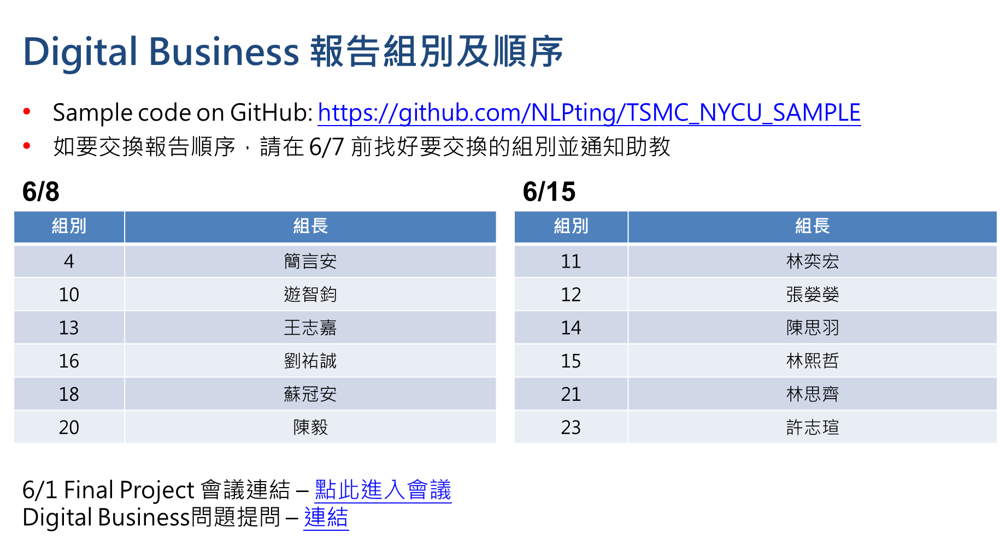 Digital Business 報告組別及順序
• Sample code on GitHub: https://github.com/NLPting/TSMC_NYCU_SAMPLE
• 如要交換報告順序，請在 6/7 前找好要交換的組別並通知助教
6/8
組別 組長
4 簡言安
10 遊智鈞
13 王志嘉
16 劉祐誠
18 蘇冠安
20 陳毅
6/15
組別 組長
11 林奕宏
12 張嫈嫈
14 陳思羽
15 林熙哲
21 林思齊
23 許志瑄
6/1 Final Project 會議連結 – 點此進入會議
Digital Business問題提問 – 連結